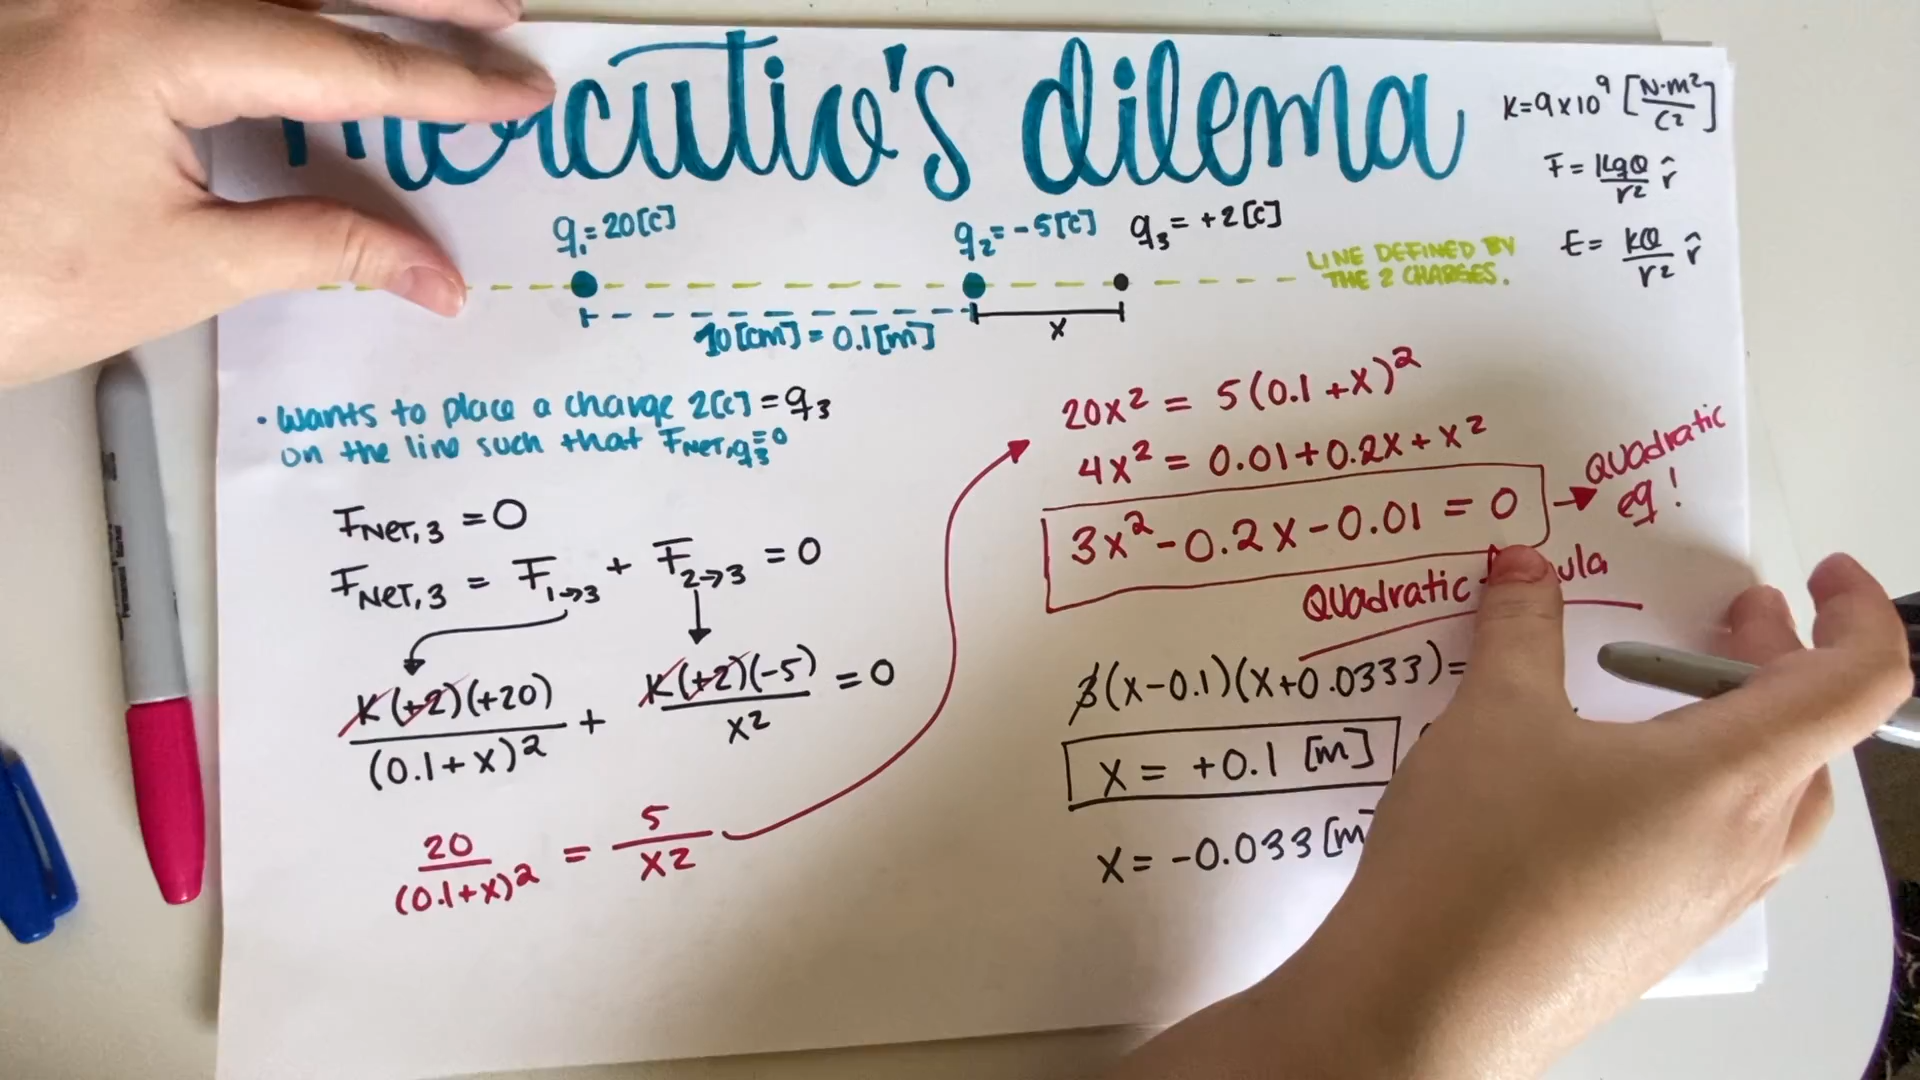 Mercutio's dilema
K=9x10⁹ [N·m²/C²]
F = KqQ/r² r̂
E = KQ/r² r̂
q₁=20[C]
q₂=-5[C]
q₃=+2[C]
LINE DEFINED BY
THE 2 CHARGES.
10[cm]=0.1[m]
x
• Wants to place a charge 2[C]=q₃
on the line such that F_NET,q₃=0
F_NET,3 =0
F_NET,3 = F_1→3 + F_2→3 =0
K(+2)(+20)/(0.1+x)² + K(+2)(-5)/x² =0
20/(0.1+x)² = 5/x²
20x² = 5(0.1+x)²
4x² = 0.01+0.2x+x²
3x²-0.2x-0.01 = 0
Quadratic
eq!
Quadratic
3(x-0.1)(x+0.0333)=
x = +0.1 [m]
x = -0.033[m]